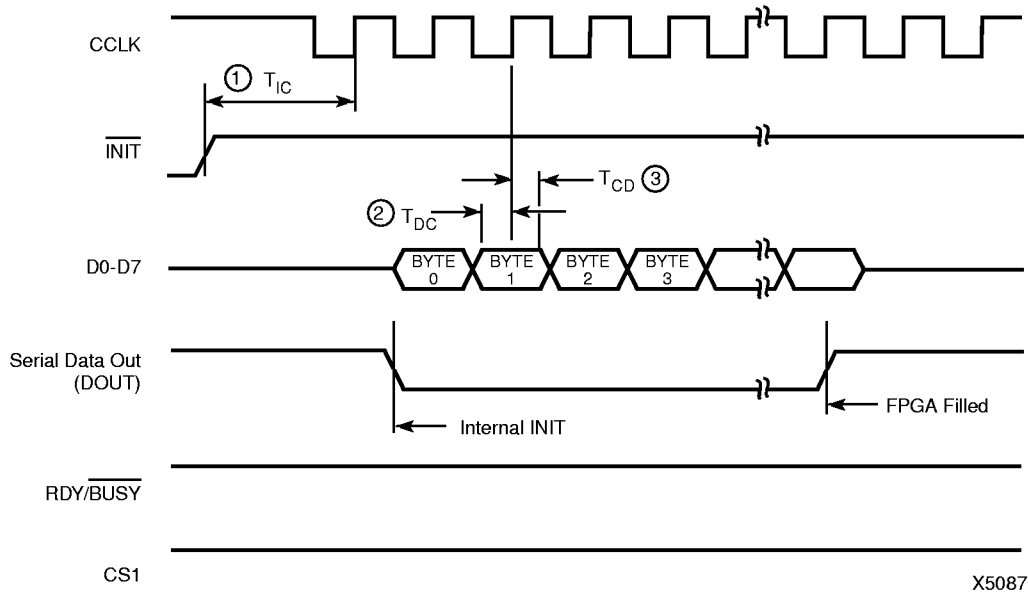 CCLK
① T_IC
INIT
T_CD ③
② T_DC
D0-D7
BYTE
0
BYTE
1
BYTE
2
BYTE
3
Serial Data Out
(DOUT)
FPGA Filled
Internal INIT
RDY/BUSY
CS1
X5087